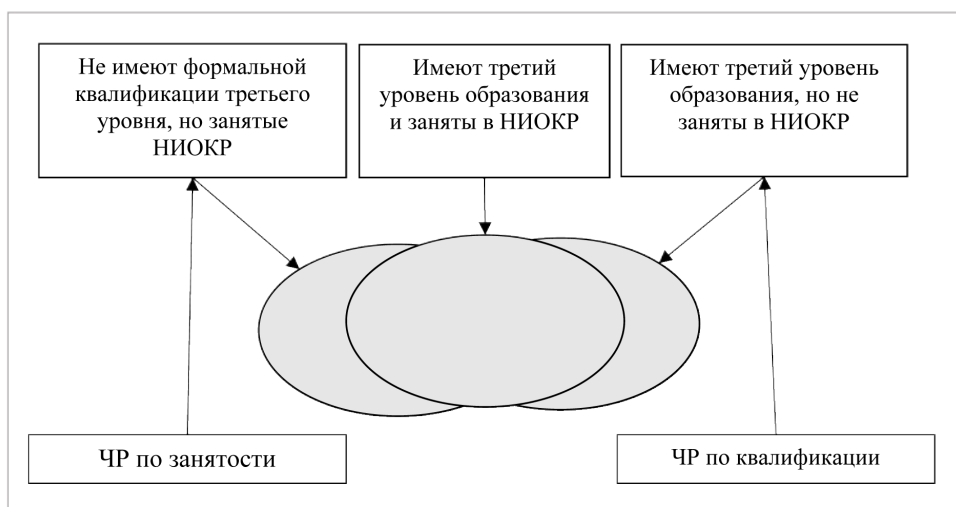 Не имеют формальной
квалификации третьего
уровня, но занятые
НИОКР
Имеют третий
уровень образования
и заняты в НИОКР
Имеют третий уровень
образования, но не
заняты в НИОКР
ЧР по занятости
ЧР по квалификации